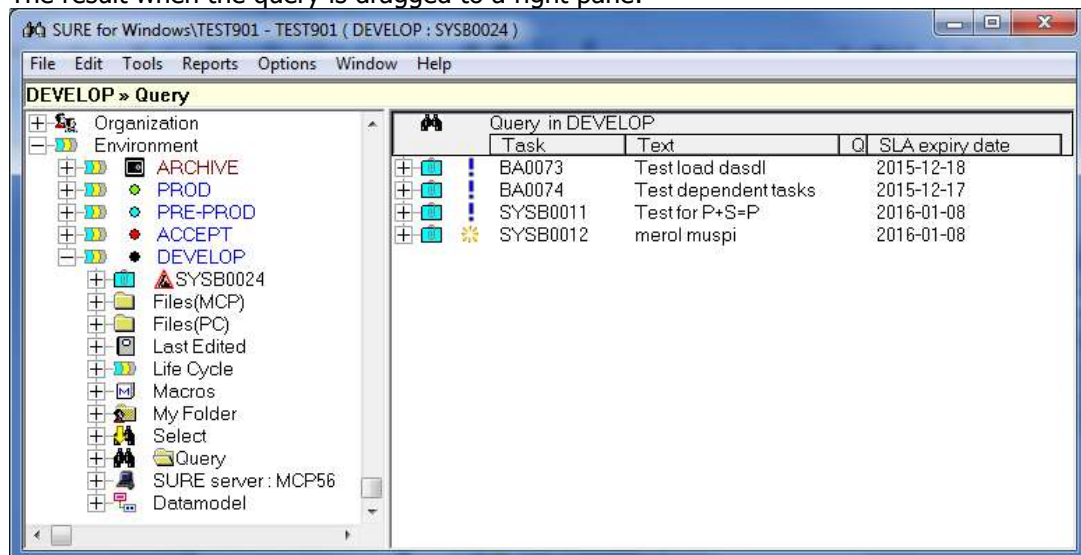 The result when the query is dragged to a right pane:
SURE for Windows\TEST901 - TEST901 ( DEVELOP : SYSB0024 )
File Edit Tools Reports Options Window Help
DEVELOP » Query
Organization
Environment
ARCHIVE
PROD
PRE-PROD
ACCEPT
DEVELOP
SYSB0024
Files(MCP)
Files(PC)
Last Edited
Life Cycle
Macros
My Folder
Select
Query
SURE server : MCP56
Datamodel
Query in DEVELOP
Task Text Q SLA expiry date
BA0073 Test load dasdl 2015-12-18
BA0074 Test dependent tasks 2015-12-17
SYSB0011 Test for P+S=P 2016-01-08
SYSB0012 merol muspi 2016-01-08